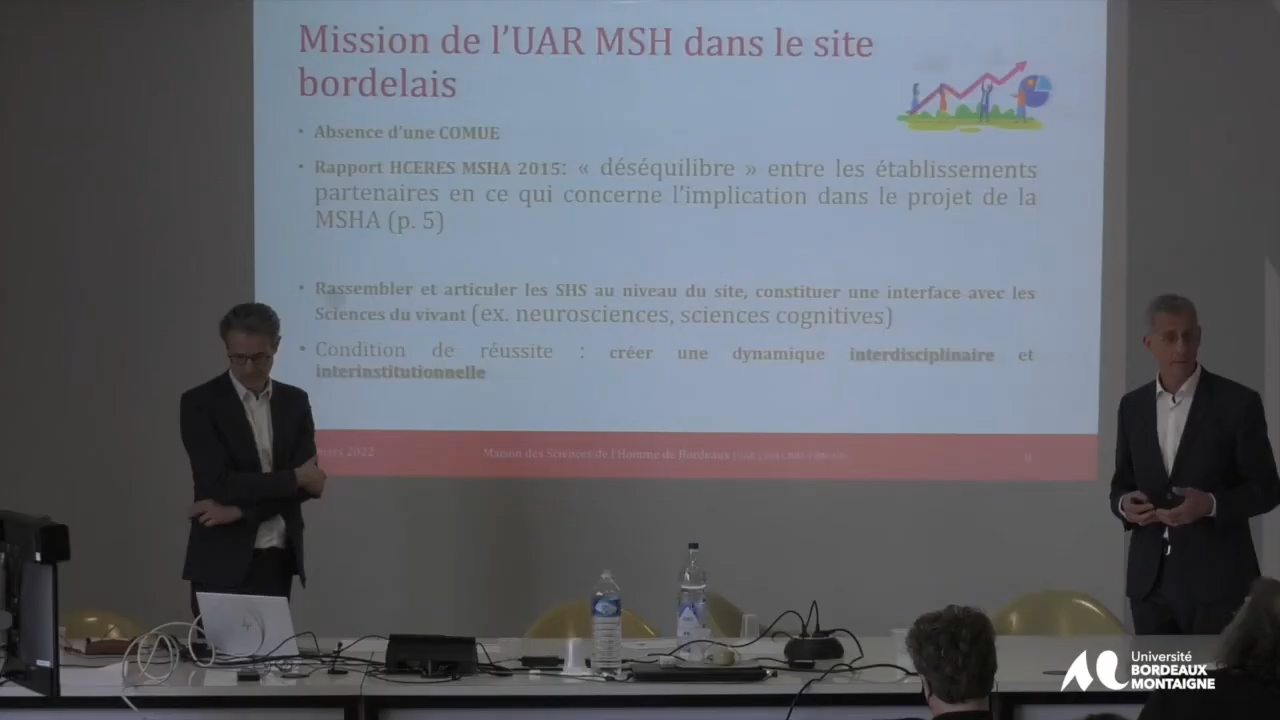 Mission de l'UAR MSH dans le site
bordelais
• Absence d'une COMUE
• Rapport HCERES MSHA 2015: « déséquilibre » entre les établissements
partenaires en ce qui concerne l'implication dans le projet de la
MSHA (p. 5)
• Rassembler et articuler les SHS au niveau du site, constituer une interface avec les
Sciences du vivant (ex. neurosciences, sciences cognitives)
• Condition de réussite : créer une dynamique interdisciplinaire et
interinstitutionnelle
mars 2022
Maison des Sciences de l'Homme de Bordeaux
Université
BORDEAUX
MONTAIGNE